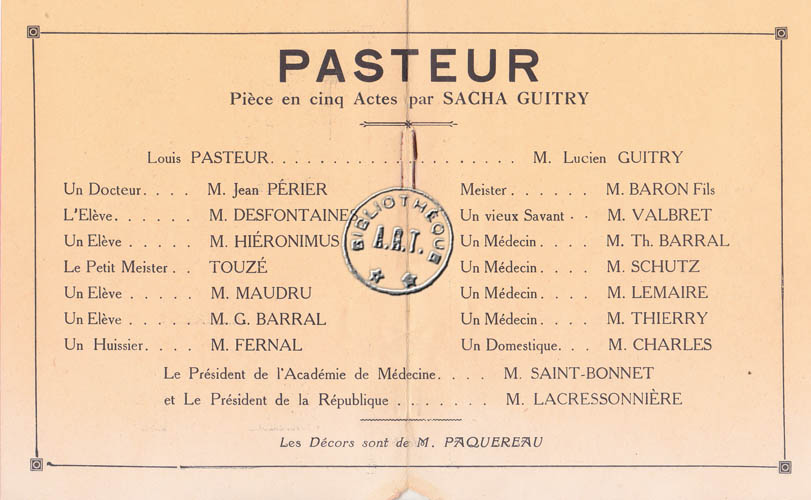 PASTEUR
Pièce en cinq Actes par SACHA GUITRY
Louis PASTEUR. . . . . . . . . . . . . . . . . . . . M. Lucien GUITRY
Un Docteur. . . . M. Jean PÉRIER
L'Elève. . . . . . M. DESFONTAINES
Un Elève . . . . . M. HIÉRONIMUS
Le Petit Meister . . TOUZÉ
Un Elève . . . . . M. MAUDRU
Un Elève . . . . . M. G. BARRAL
Un Huissier. . . . M. FERNAL
Meister . . . . . M. BARON Fils
Un vieux Savant . . M. VALBRET
Un Médecin. . . . M. Th. BARRAL
Un Médecin. . . . M. SCHUTZ
Un Médecin. . . . M. LEMAIRE
Un Médecin. . . . M. THIERRY
Un Domestique. . . M. CHARLES
Le Président de l'Académie de Médecine. . . . M. SAINT-BONNET
et Le Président de la République . . . . . . . M. LACRESSONNIÈRE
Les Décors sont de M. PAQUEREAU
BIBLIOTHÈQUE
A.R.T.